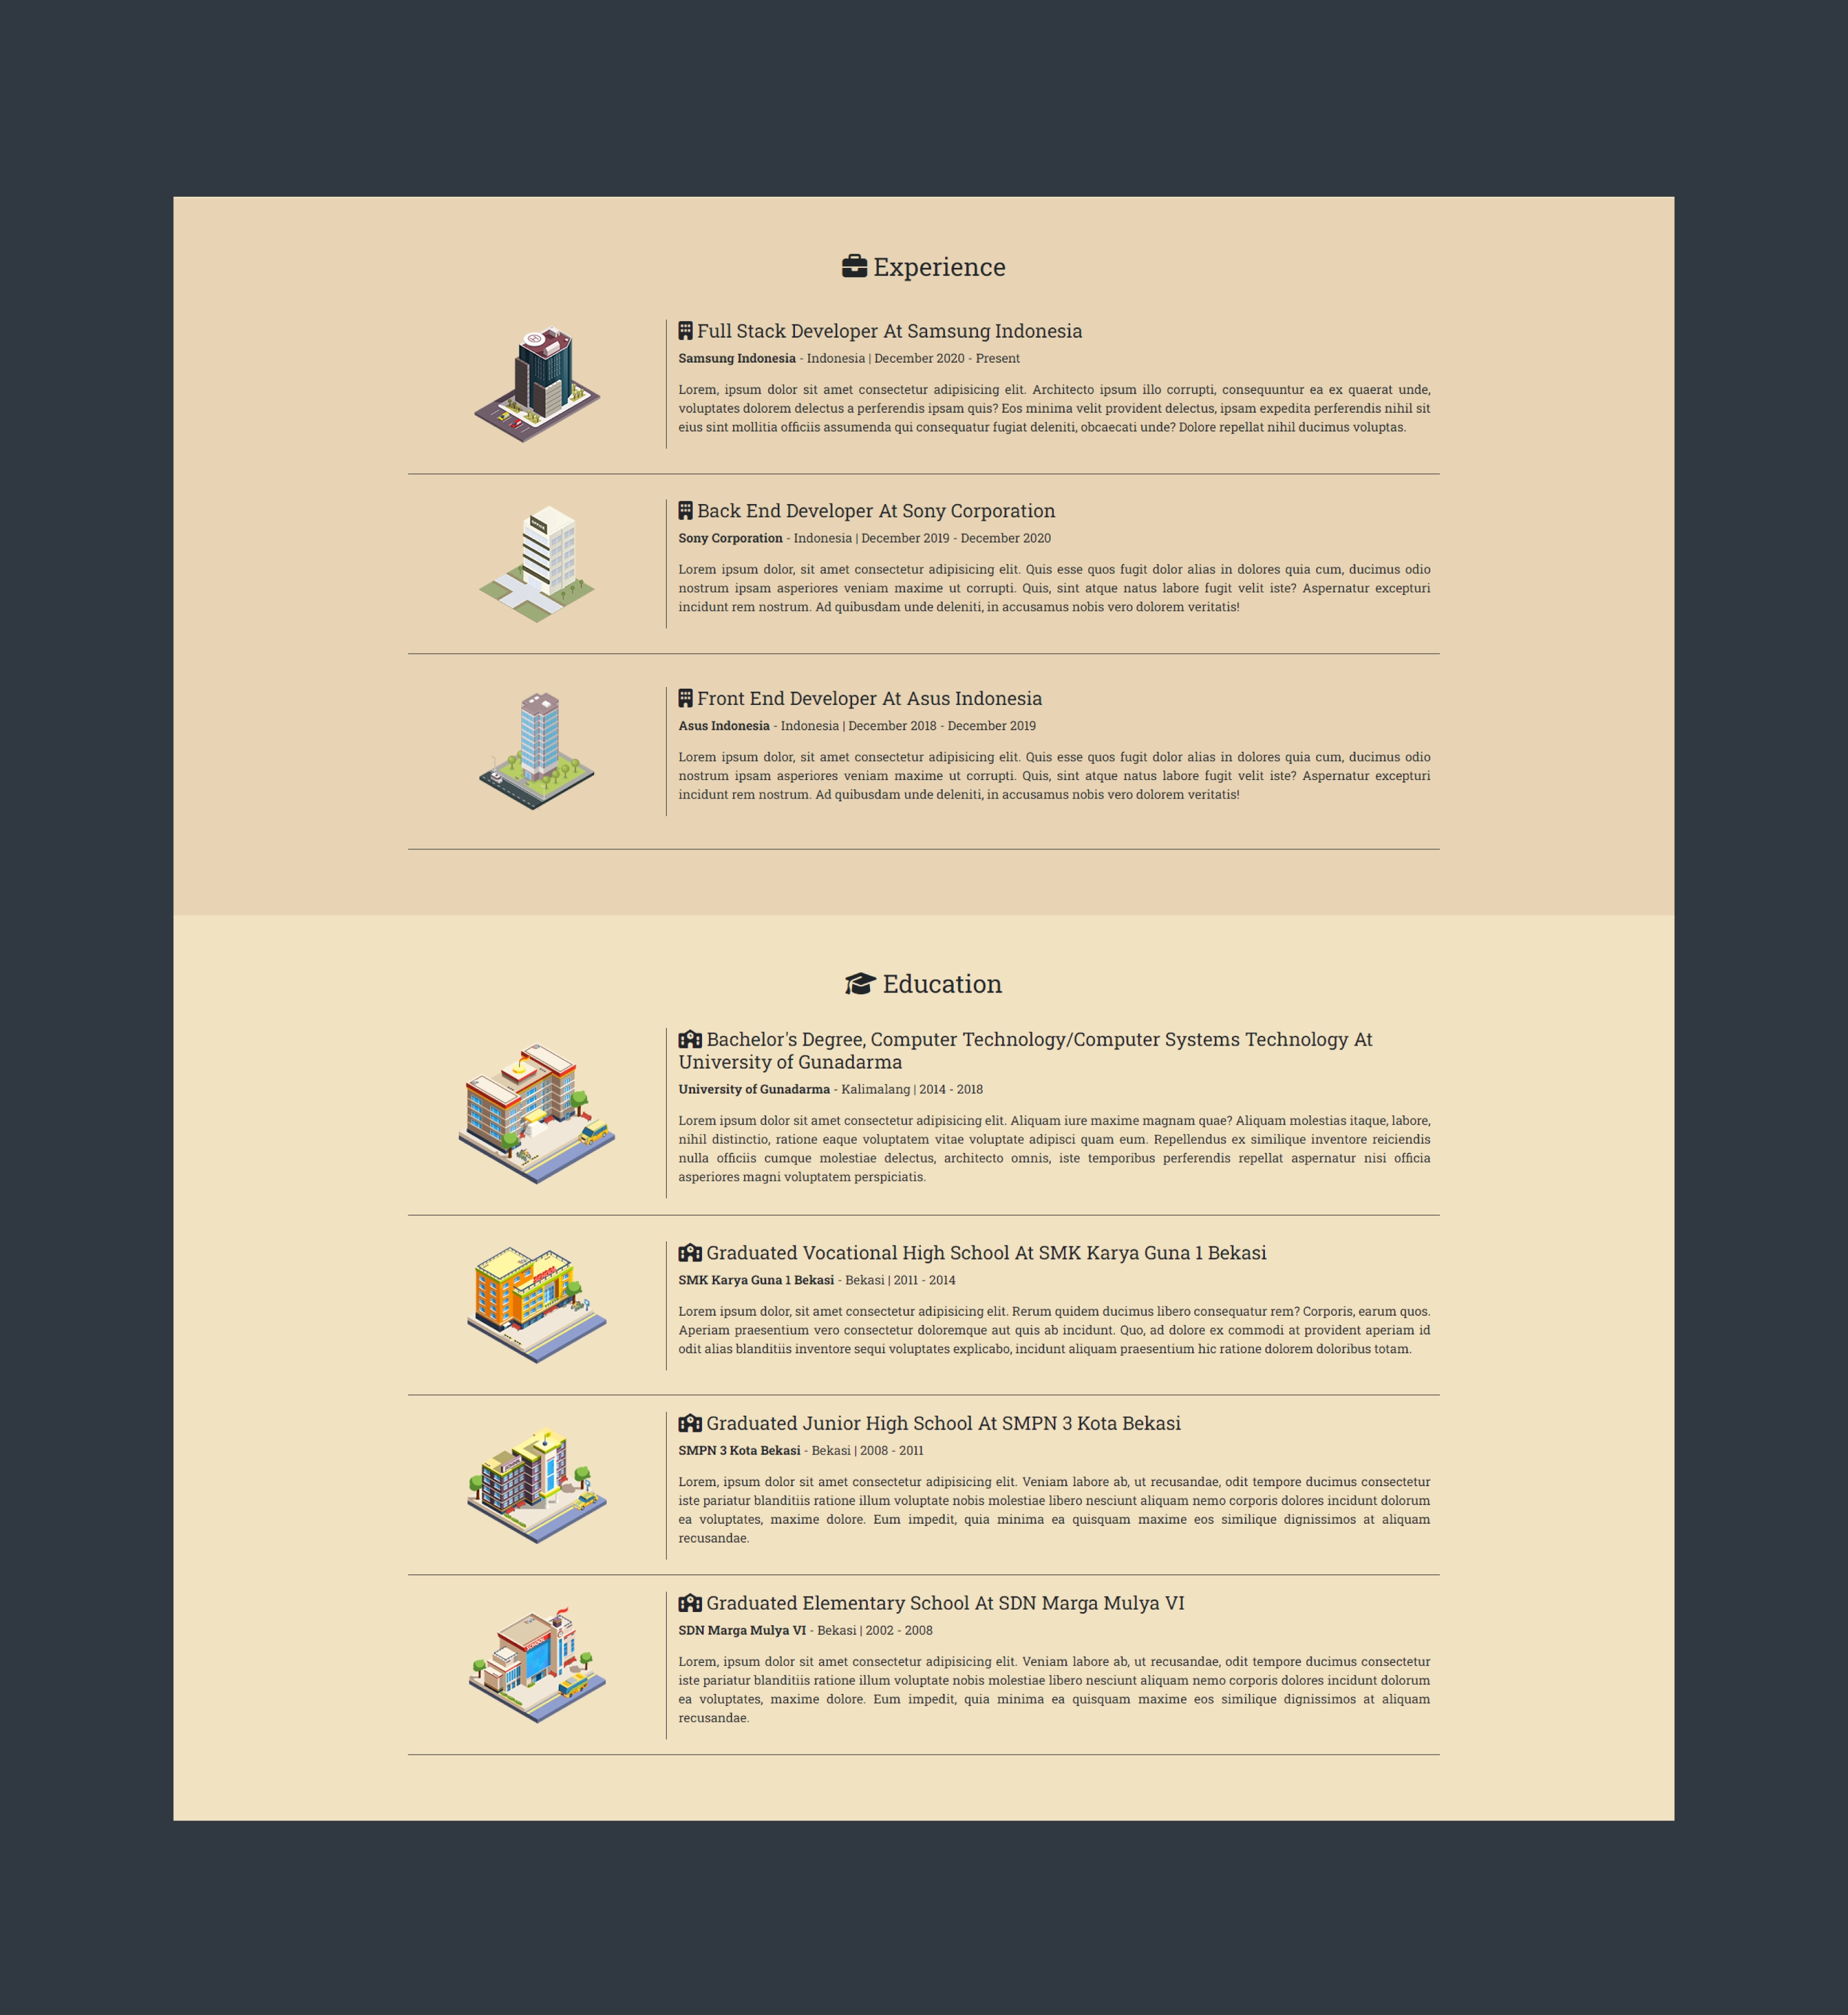 Experience
Full Stack Developer At Samsung Indonesia
Samsung Indonesia - Indonesia | December 2020 - Present
Lorem, ipsum dolor sit amet consectetur adipisicing elit. Architecto ipsum illo corrupti, consequuntur ea ex quaerat unde,
voluptates dolorem delectus a perferendis ipsam quis? Eos minima velit provident delectus, ipsam expedita perferendis nihil sit
eius sint mollitia officiis assumenda qui consequatur fugiat deleniti, obcaecati unde? Dolore repellat nihil ducimus voluptas.
Back End Developer At Sony Corporation
Sony Corporation - Indonesia | December 2019 - December 2020
Lorem ipsum dolor, sit amet consectetur adipisicing elit. Quis esse quos fugit dolor alias in dolores quia cum, ducimus odio
nostrum ipsam asperiores veniam maxime ut corrupti. Quis, sint atque natus labore fugit velit iste? Aspernatur excepturi
incidunt rem nostrum. Ad quibusdam unde deleniti, in accusamus nobis vero dolorem veritatis!
Front End Developer At Asus Indonesia
Asus Indonesia - Indonesia | December 2018 - December 2019
Lorem ipsum dolor, sit amet consectetur adipisicing elit. Quis esse quos fugit dolor alias in dolores quia cum, ducimus odio
nostrum ipsam asperiores veniam maxime ut corrupti. Quis, sint atque natus labore fugit velit iste? Aspernatur excepturi
incidunt rem nostrum. Ad quibusdam unde deleniti, in accusamus nobis vero dolorem veritatis!
Education
Bachelor's Degree, Computer Technology/Computer Systems Technology At
University of Gunadarma
University of Gunadarma - Kalimalang | 2014 - 2018
Lorem ipsum dolor sit amet consectetur adipisicing elit. Aliquam iure maxime magnam quae? Aliquam molestias itaque, labore,
nihil distinctio, ratione eaque voluptatem vitae voluptate adipisci quam eum. Repellendus ex similique inventore reiciendis
nulla officiis cumque molestiae delectus, architecto omnis, iste temporibus perferendis repellat aspernatur nisi officia
asperiores magni voluptatem perspiciatis.
Graduated Vocational High School At SMK Karya Guna 1 Bekasi
SMK Karya Guna 1 Bekasi - Bekasi | 2011 - 2014
Lorem ipsum dolor, sit amet consectetur adipisicing elit. Rerum quidem ducimus libero consequatur rem? Corporis, earum quos.
Aperiam praesentium vero consectetur doloremque aut quis ab incidunt. Quo, ad dolore ex commodi at provident aperiam id
odit alias blanditiis inventore sequi voluptates explicabo, incidunt aliquam praesentium hic ratione dolorem doloribus totam.
Graduated Junior High School At SMPN 3 Kota Bekasi
SMPN 3 Kota Bekasi - Bekasi | 2008 - 2011
Lorem, ipsum dolor sit amet consectetur adipisicing elit. Veniam labore ab, ut recusandae, odit tempore ducimus consectetur
iste pariatur blanditiis ratione illum voluptate nobis molestiae libero nesciunt aliquam nemo corporis dolores incidunt dolorum
ea voluptates, maxime dolore. Eum impedit, quia minima ea quisquam maxime eos similique dignissimos at aliquam
recusandae.
Graduated Elementary School At SDN Marga Mulya VI
SDN Marga Mulya VI - Bekasi | 2002 - 2008
Lorem, ipsum dolor sit amet consectetur adipisicing elit. Veniam labore ab, ut recusandae, odit tempore ducimus consectetur
iste pariatur blanditiis ratione illum voluptate nobis molestiae libero nesciunt aliquam nemo corporis dolores incidunt dolorum
ea voluptates, maxime dolore. Eum impedit, quia minima ea quisquam maxime eos similique dignissimos at aliquam
recusandae.